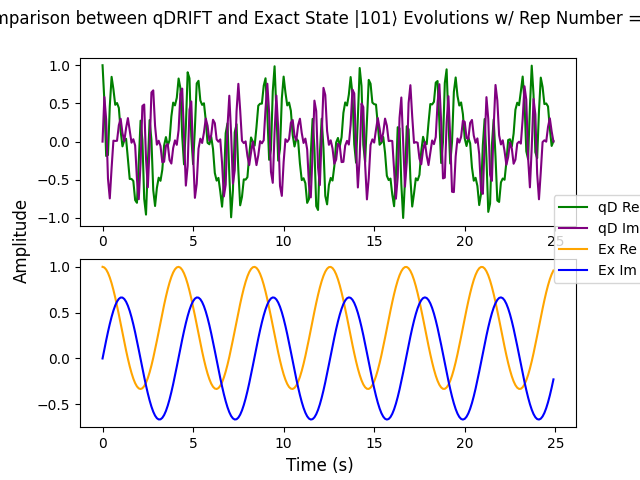 parison between qDRIFT and Exact State |101⟩ Evolutions w/ Rep Number =
1.0
0.5
0.0
−0.5
−1.0
0 5 10 15 20 25
qD Re
qD Im
Ex Re
Ex Im
Amplitude
1.0
0.5
0.0
−0.5
0 5 10 15 20 25
Time (s)